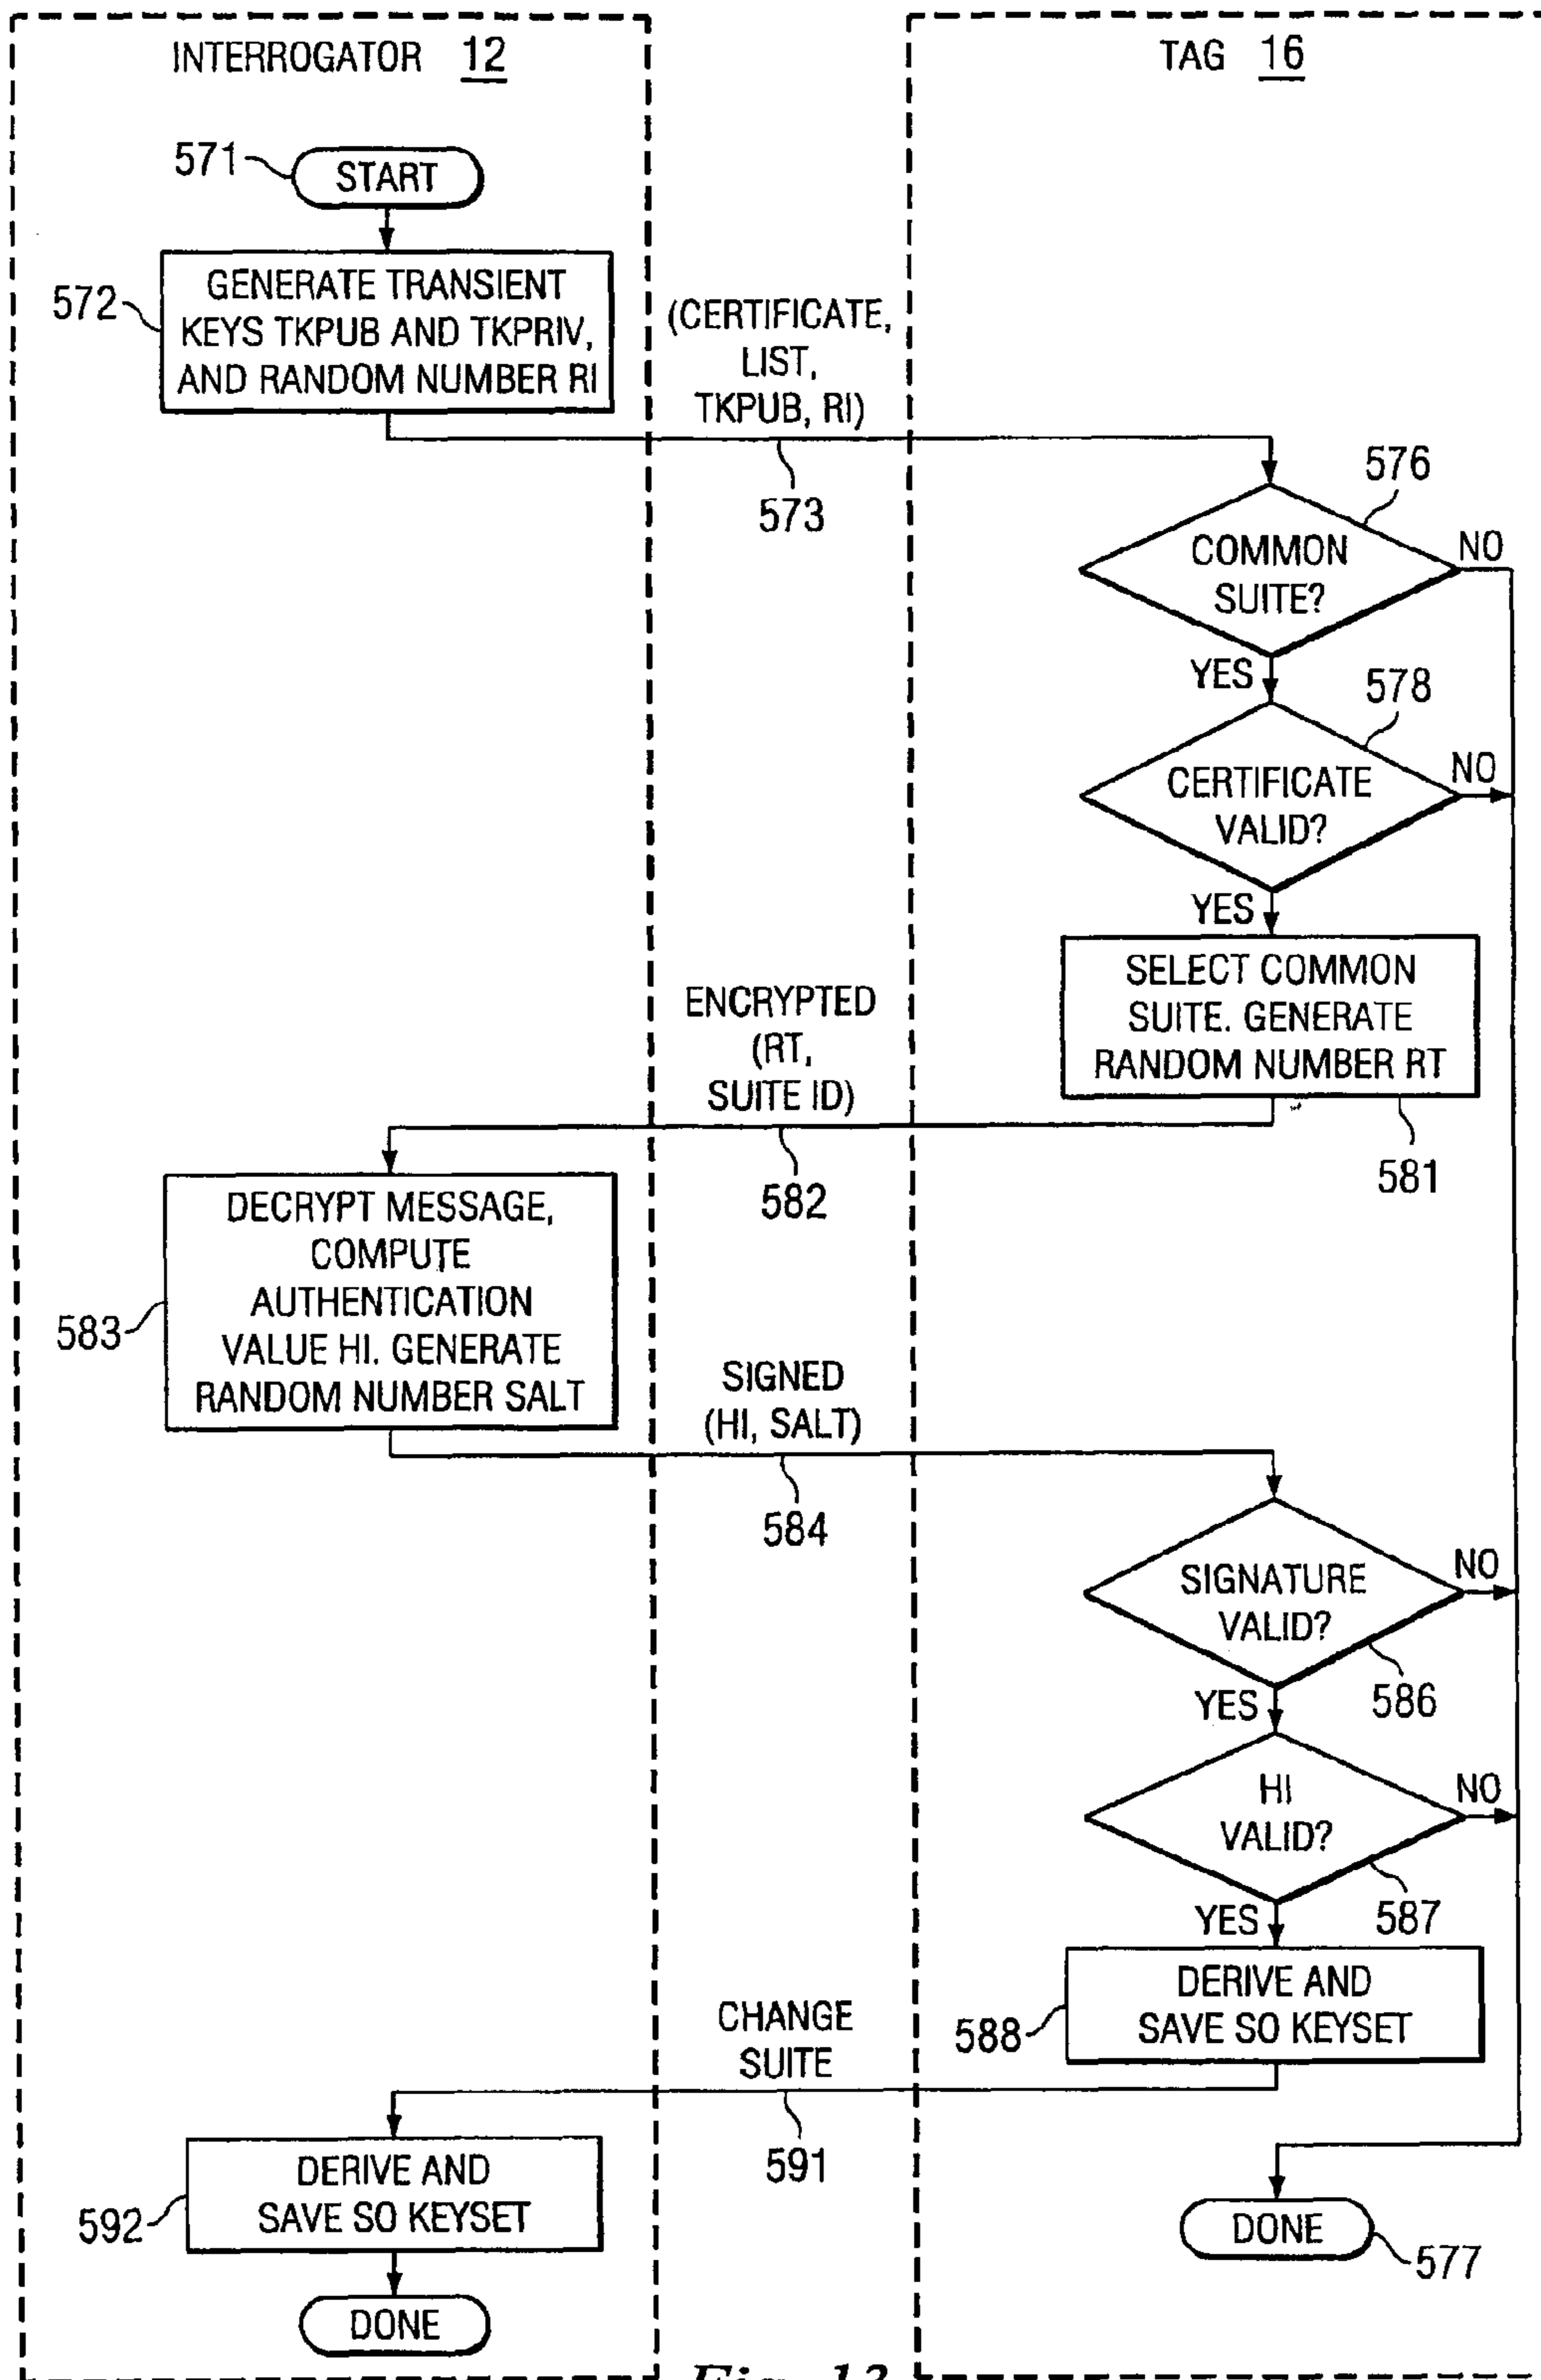 INTERROGATOR 12
TAG 16
571
START
572
GENERATE TRANSIENT
KEYS TKPUB AND TKPRIV,
AND RANDOM NUMBER RI
(CERTIFICATE,
LIST,
TKPUB, RI)
573
576
COMMON
SUITE?
NO
YES
578
CERTIFICATE
VALID?
NO
YES
SELECT COMMON
SUITE. GENERATE
RANDOM NUMBER RT
581
ENCRYPTED
(RT,
SUITE ID)
582
583
DECRYPT MESSAGE,
COMPUTE
AUTHENTICATION
VALUE HI. GENERATE
RANDOM NUMBER SALT
SIGNED
(HI, SALT)
584
SIGNATURE
VALID?
NO
586
YES
HI
VALID?
NO
587
YES
588
DERIVE AND
SAVE SO KEYSET
CHANGE
SUITE
591
592
DERIVE AND
SAVE SO KEYSET
DONE
577
DONE
Fig. 13